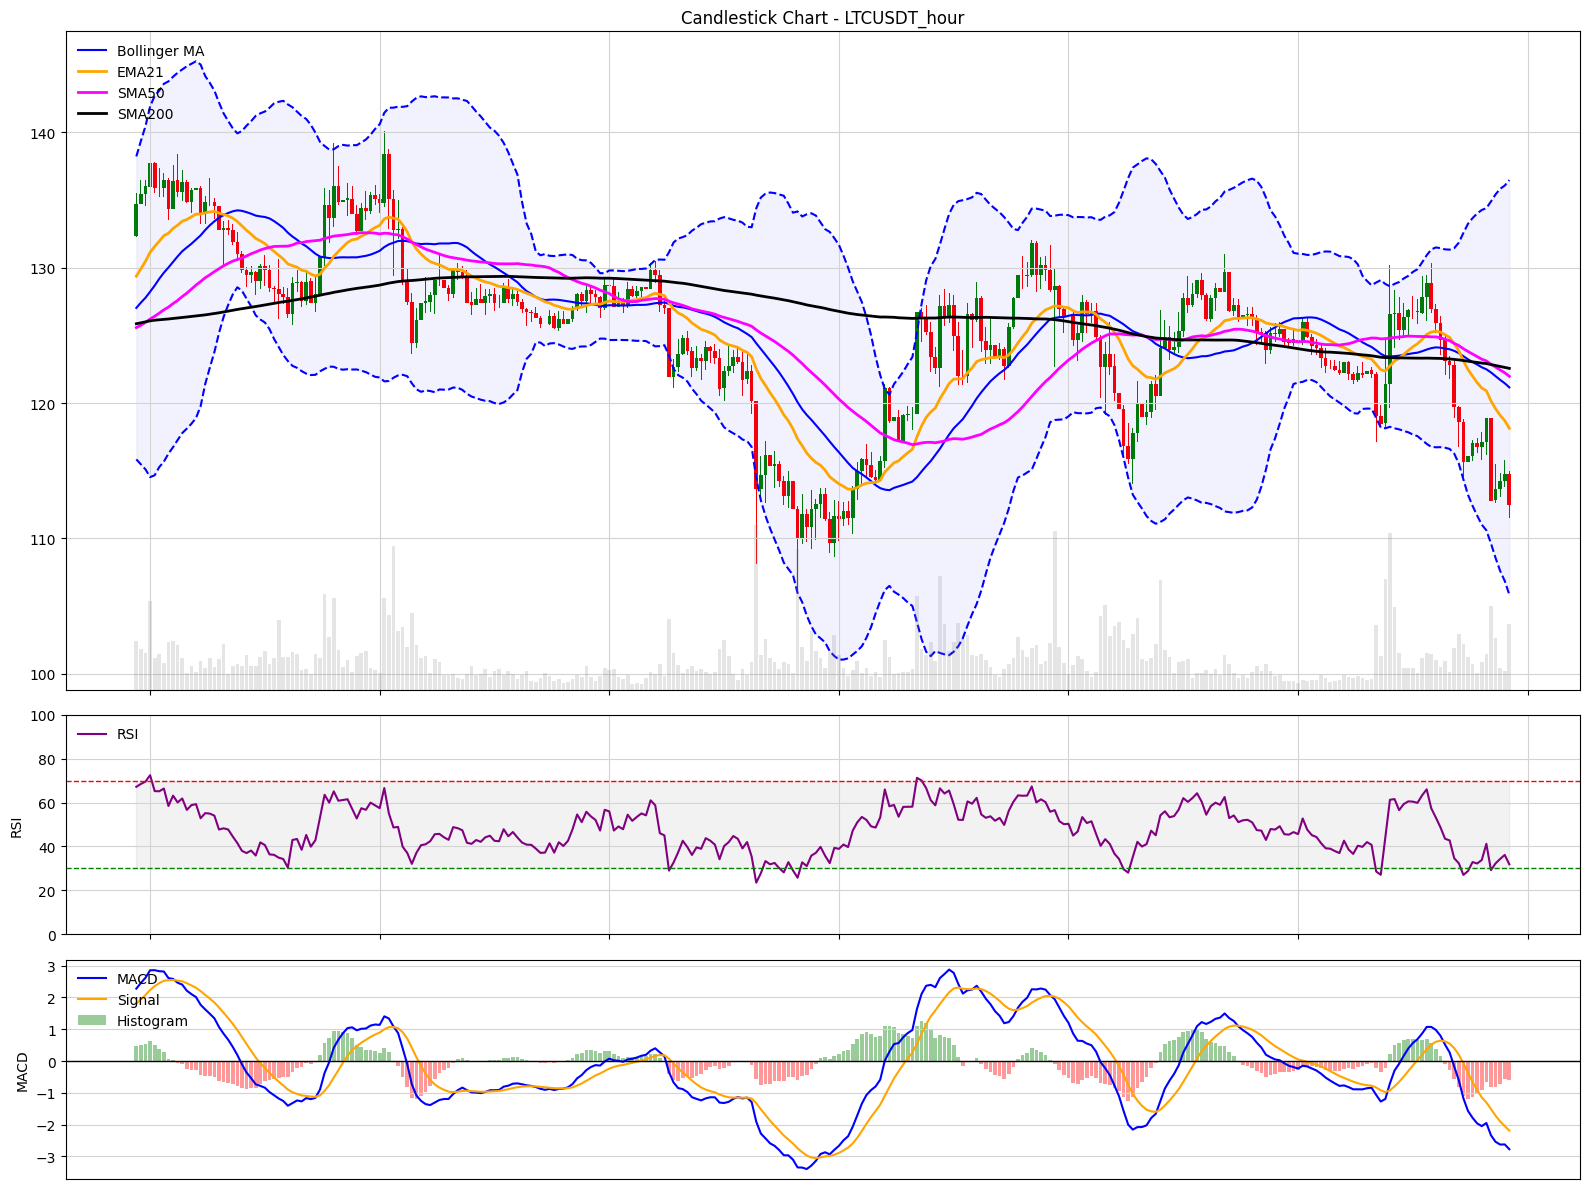 Candlestick Chart - LTCUSDT_hour
Bollinger MA
EMA21
SMA50
SMA200
140
130
120
110
100
100
RSI
80
60
40
20
0
RSI
3
MACD
2
Signal
1
Histogram
0
−1
−2
−3
MACD